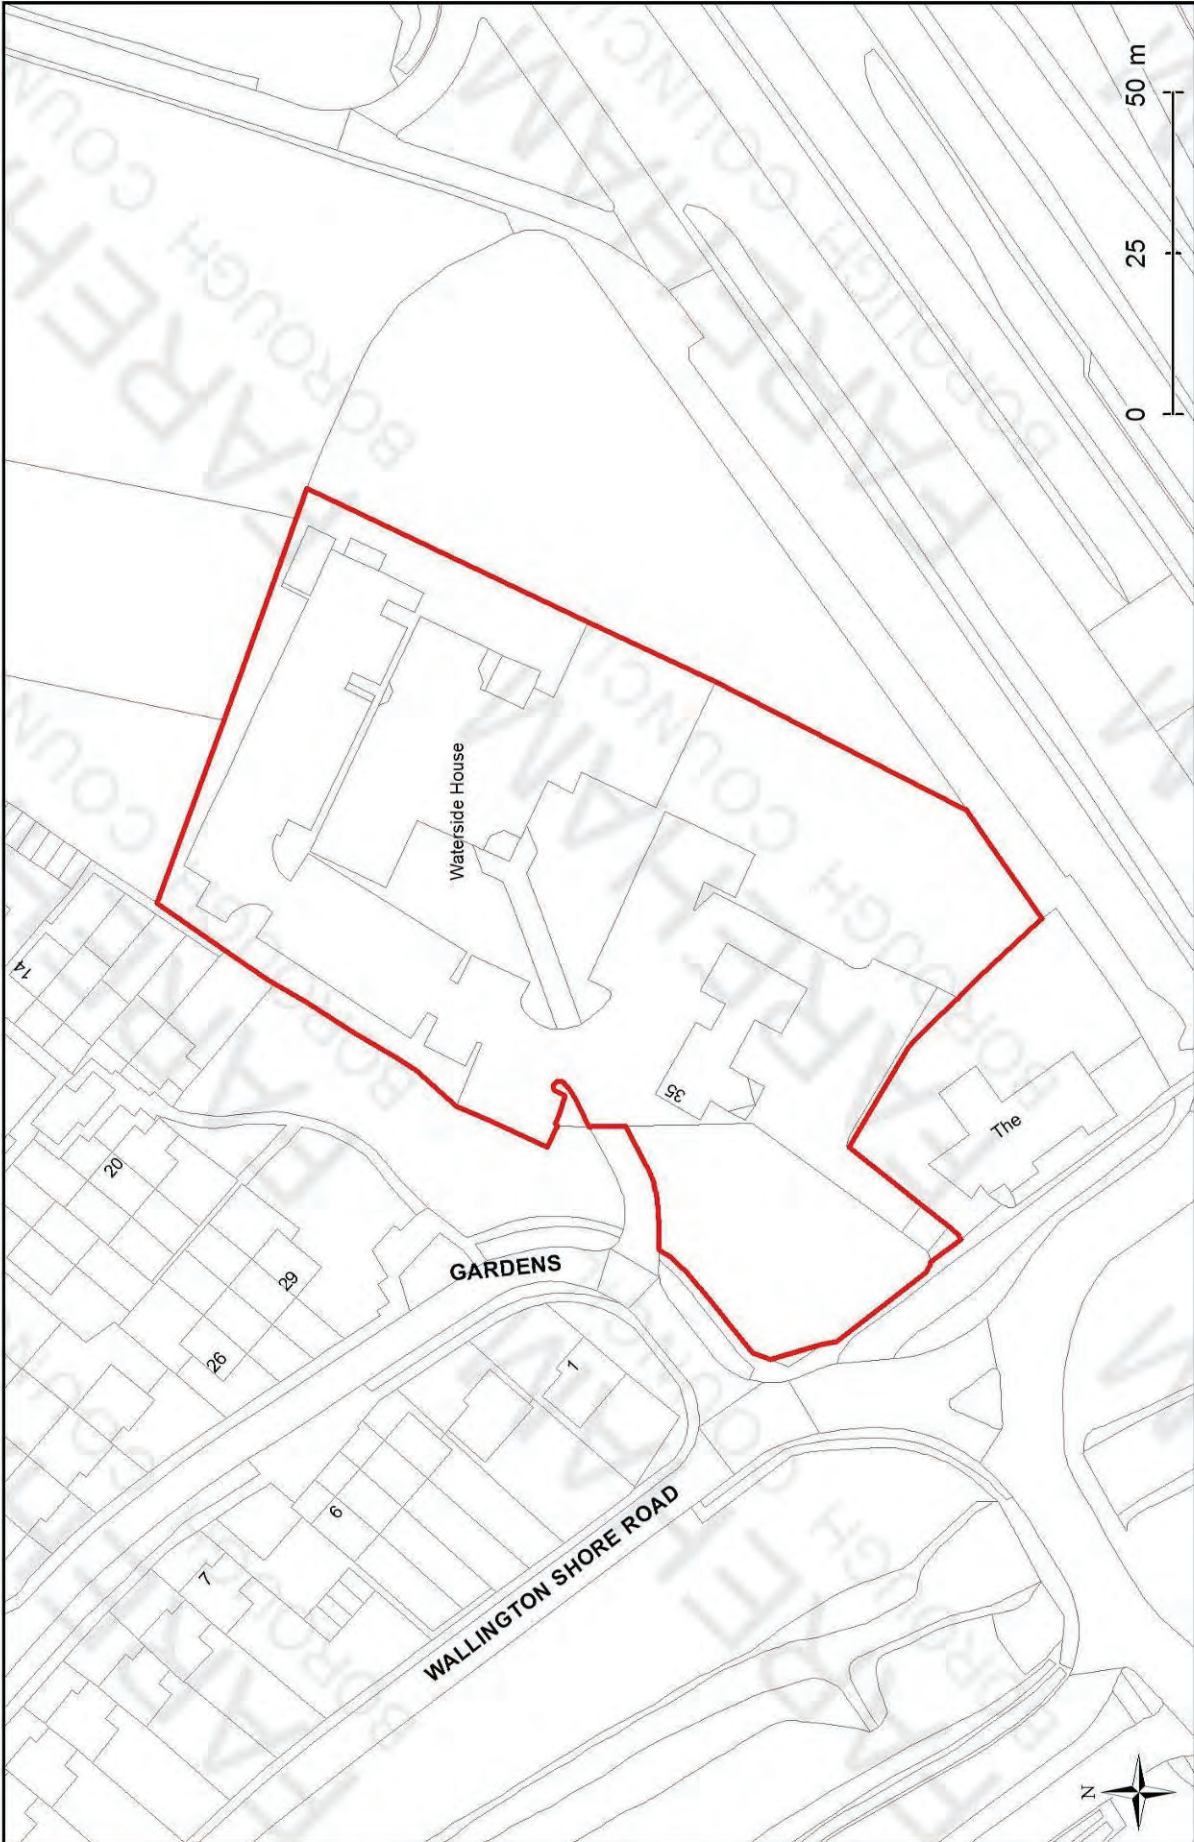 14
20
29
26
GARDENS
1
6
7
WALLINGTON SHORE ROAD
Waterside House
35
The
0 25 50 m
N
FAREHAM
BOROUGH COUNCIL